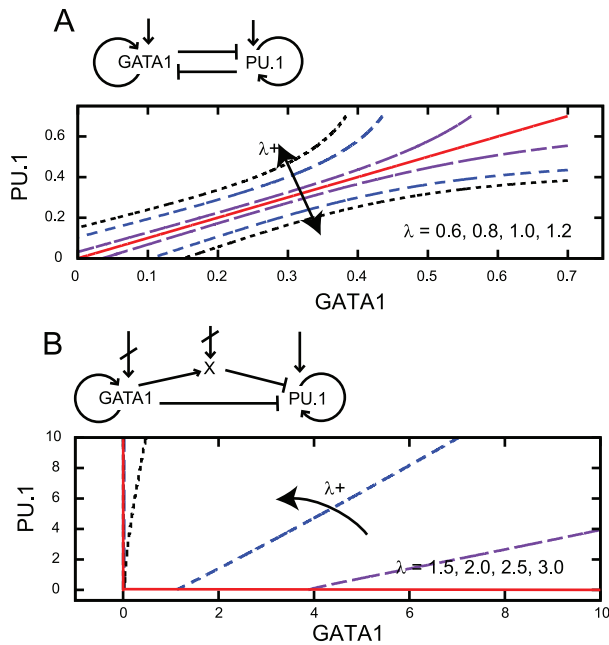 A
GATA1 PU.1
PU.1
0.6
0.4
0.2
0
λ+
λ = 0.6, 0.8, 1.0, 1.2
0 0.1 0.2 0.3 0.4 0.5 0.6 0.7
GATA1
B
X
GATA1 PU.1
PU.1
10
8
6
4
2
0
λ+
λ = 1.5, 2.0, 2.5, 3.0
0 2 4 6 8 10
GATA1